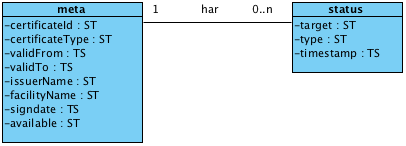 meta
-certificateId : ST
-certificateType : ST
-validFrom : TS
-validTo : TS
-issuerName : ST
-facilityName : ST
-signdate : TS
-available : ST
1 har 0..n
status
-target : ST
-type : ST
-timestamp : TS